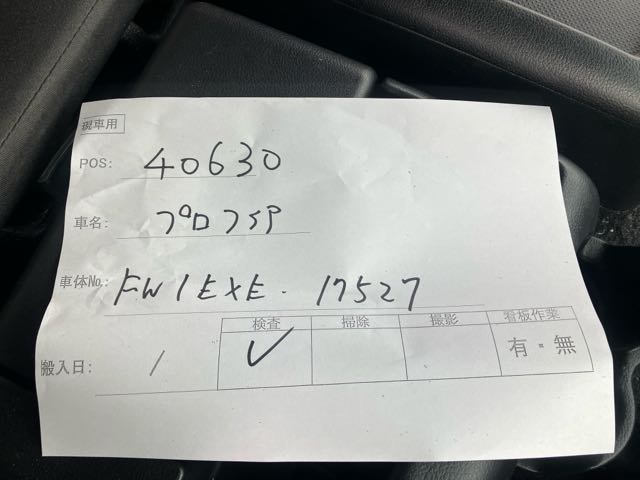 現車用
POS: 40630
車名: プロフィア
車体No.: FW1EXE-17527
検査 掃除 撮影 看板作業
搬入日: / ✓ 有・無